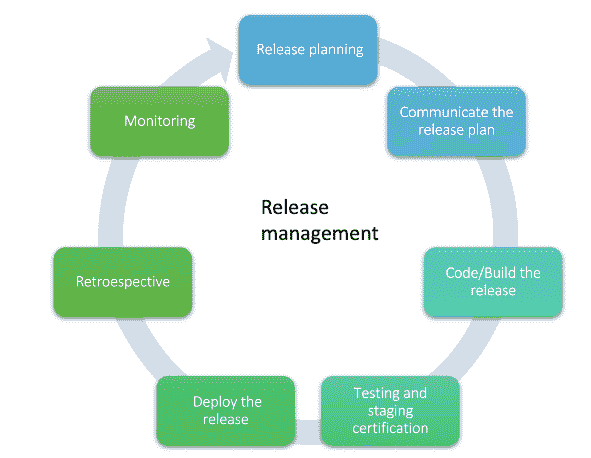 Release planning
Communicate the
release plan
Code/Build the
release
Testing and
staging
certification
Deploy the
release
Retroespective
Monitoring
Release
management